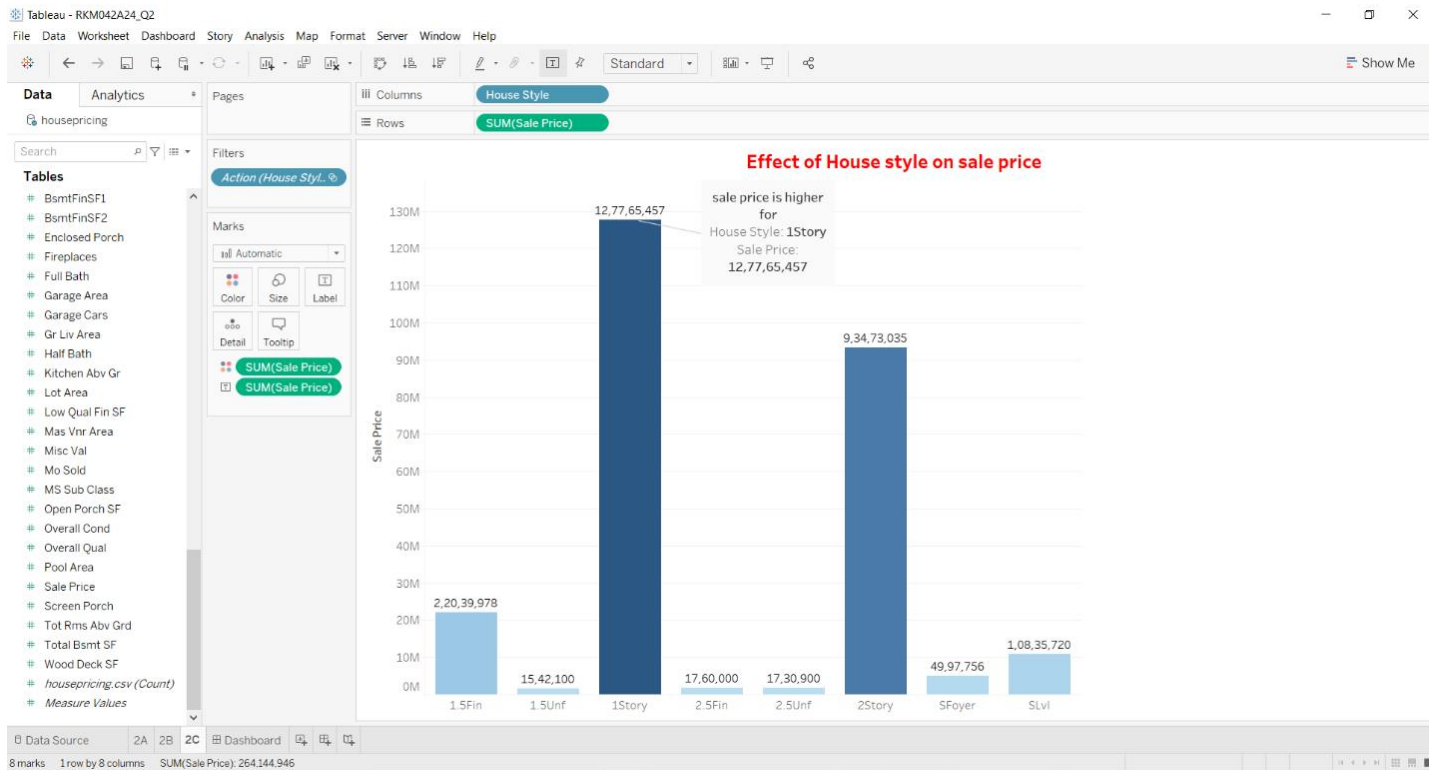 Tableau - RKM042A24_Q2
File Data Worksheet Dashboard Story Analysis Map Format Server Window Help
Standard
Show Me
Data Analytics
housepricing
Search
Tables
BsmtFinSF1
BsmtFinSF2
Enclosed Porch
Fireplaces
Full Bath
Garage Area
Garage Cars
Gr Liv Area
Half Bath
Kitchen Abv Gr
Lot Area
Low Qual Fin SF
Mas Vnr Area
Misc Val
Mo Sold
MS Sub Class
Open Porch SF
Overall Cond
Overall Qual
Pool Area
Sale Price
Screen Porch
Tot Rms Abv Grd
Total Bsmt SF
Wood Deck SF
housepricing.csv (Count)
Measure Values
Pages
Filters
Action (House Styl..
Marks
Automatic
Color Size Label
Detail Tooltip
SUM(Sale Price)
SUM(Sale Price)
Columns House Style
Rows SUM(Sale Price)
Effect of House style on sale price
sale price is higher
for
House Style: 1Story
Sale Price:
12,77,65,457
Sale Price
130M
120M
110M
100M
90M
80M
70M
60M
50M
40M
30M
20M
10M
0M
2,20,39,978
15,42,100
12,77,65,457
17,60,000
17,30,900
9,34,73,035
49,97,756
1,08,35,720
1.5Fin 1.5Unf 1Story 2.5Fin 2.5Unf 2Story SFoyer SLvl
Data Source 2A 2B 2C Dashboard
8 marks 1 row by 8 columns SUM(Sale Price): 264,144,946